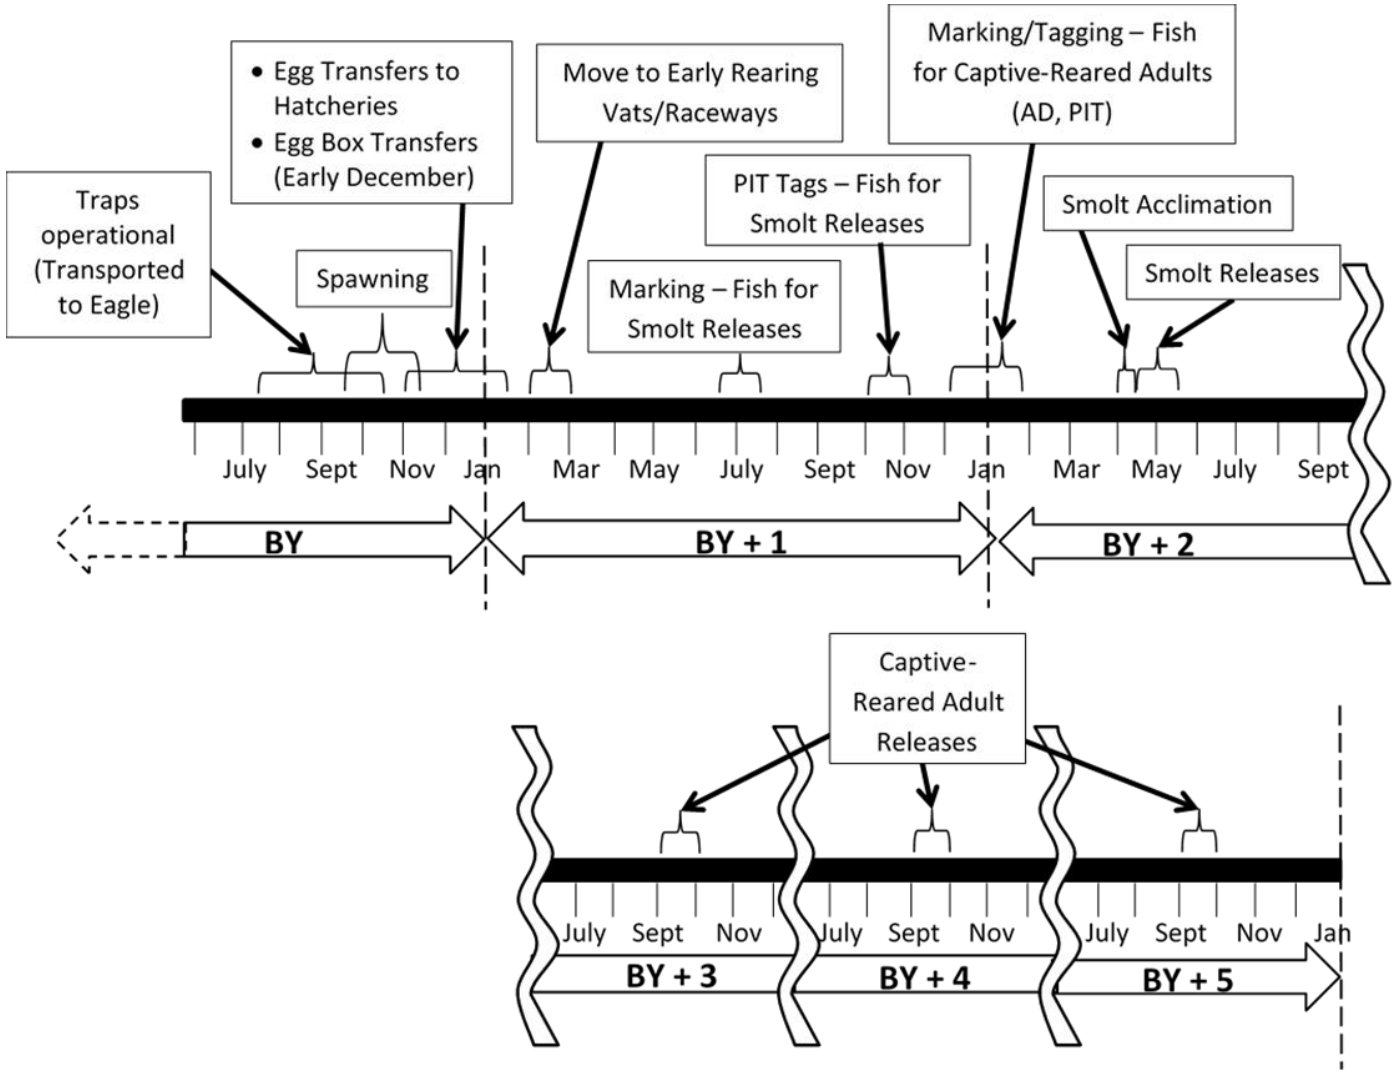 Marking/Tagging – Fish
for Captive-Reared Adults
(AD, PIT)
• Egg Transfers to
Hatcheries
• Egg Box Transfers
(Early December)
Move to Early Rearing
Vats/Raceways
PIT Tags – Fish for
Smolt Releases
Traps
operational
(Transported
to Eagle)
Smolt Acclimation
Spawning
Marking – Fish for
Smolt Releases
Smolt Releases
July Sept Nov Jan Mar May July Sept Nov Jan Mar May July Sept
BY BY + 1 BY + 2
Captive-
Reared Adult
Releases
July Sept Nov July Sept Nov July Sept Nov Jan
BY + 3 BY + 4 BY + 5